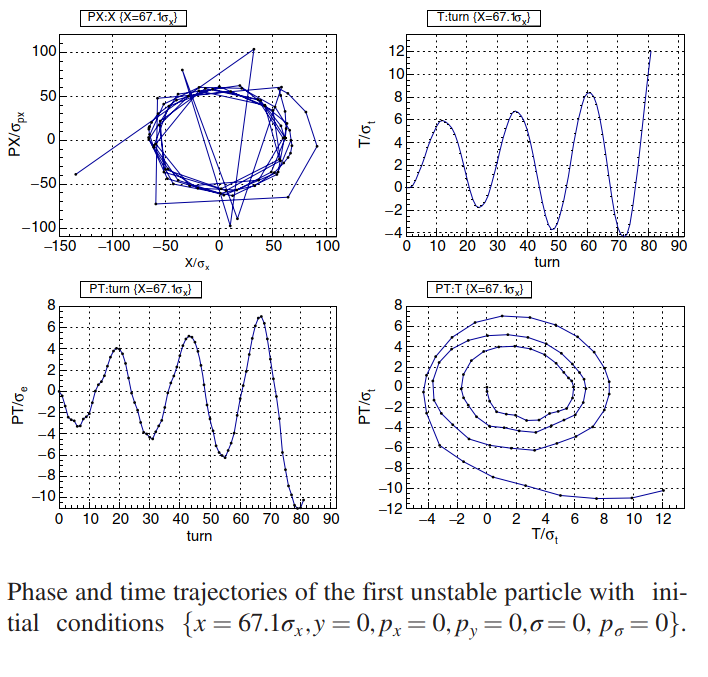 PX:X {X=67.1σx}
T:turn {X=67.1σx}
100
50
0
−50
−100
PX/σpx
−150 −100 −50 0 50 100
X/σx
12
10
8
6
4
2
0
−2
−4
T/σt
0 10 20 30 40 50 60 70 80 90
turn
PT:turn {X=67.1σx}
PT:T {X=67.1σx}
8
6
4
2
0
−2
−4
−6
−8
−10
PT/σe
0 10 20 30 40 50 60 70 80 90
turn
8
6
4
2
0
−2
−4
−6
−8
−10
−12
PT/σt
−4 −2 0 2 4 6 8 10 12
T/σt
Phase and time trajectories of the first unstable particle with ini-
tial conditions {x = 67.1σx, y = 0, px = 0, py = 0, σ = 0, pσ = 0}.